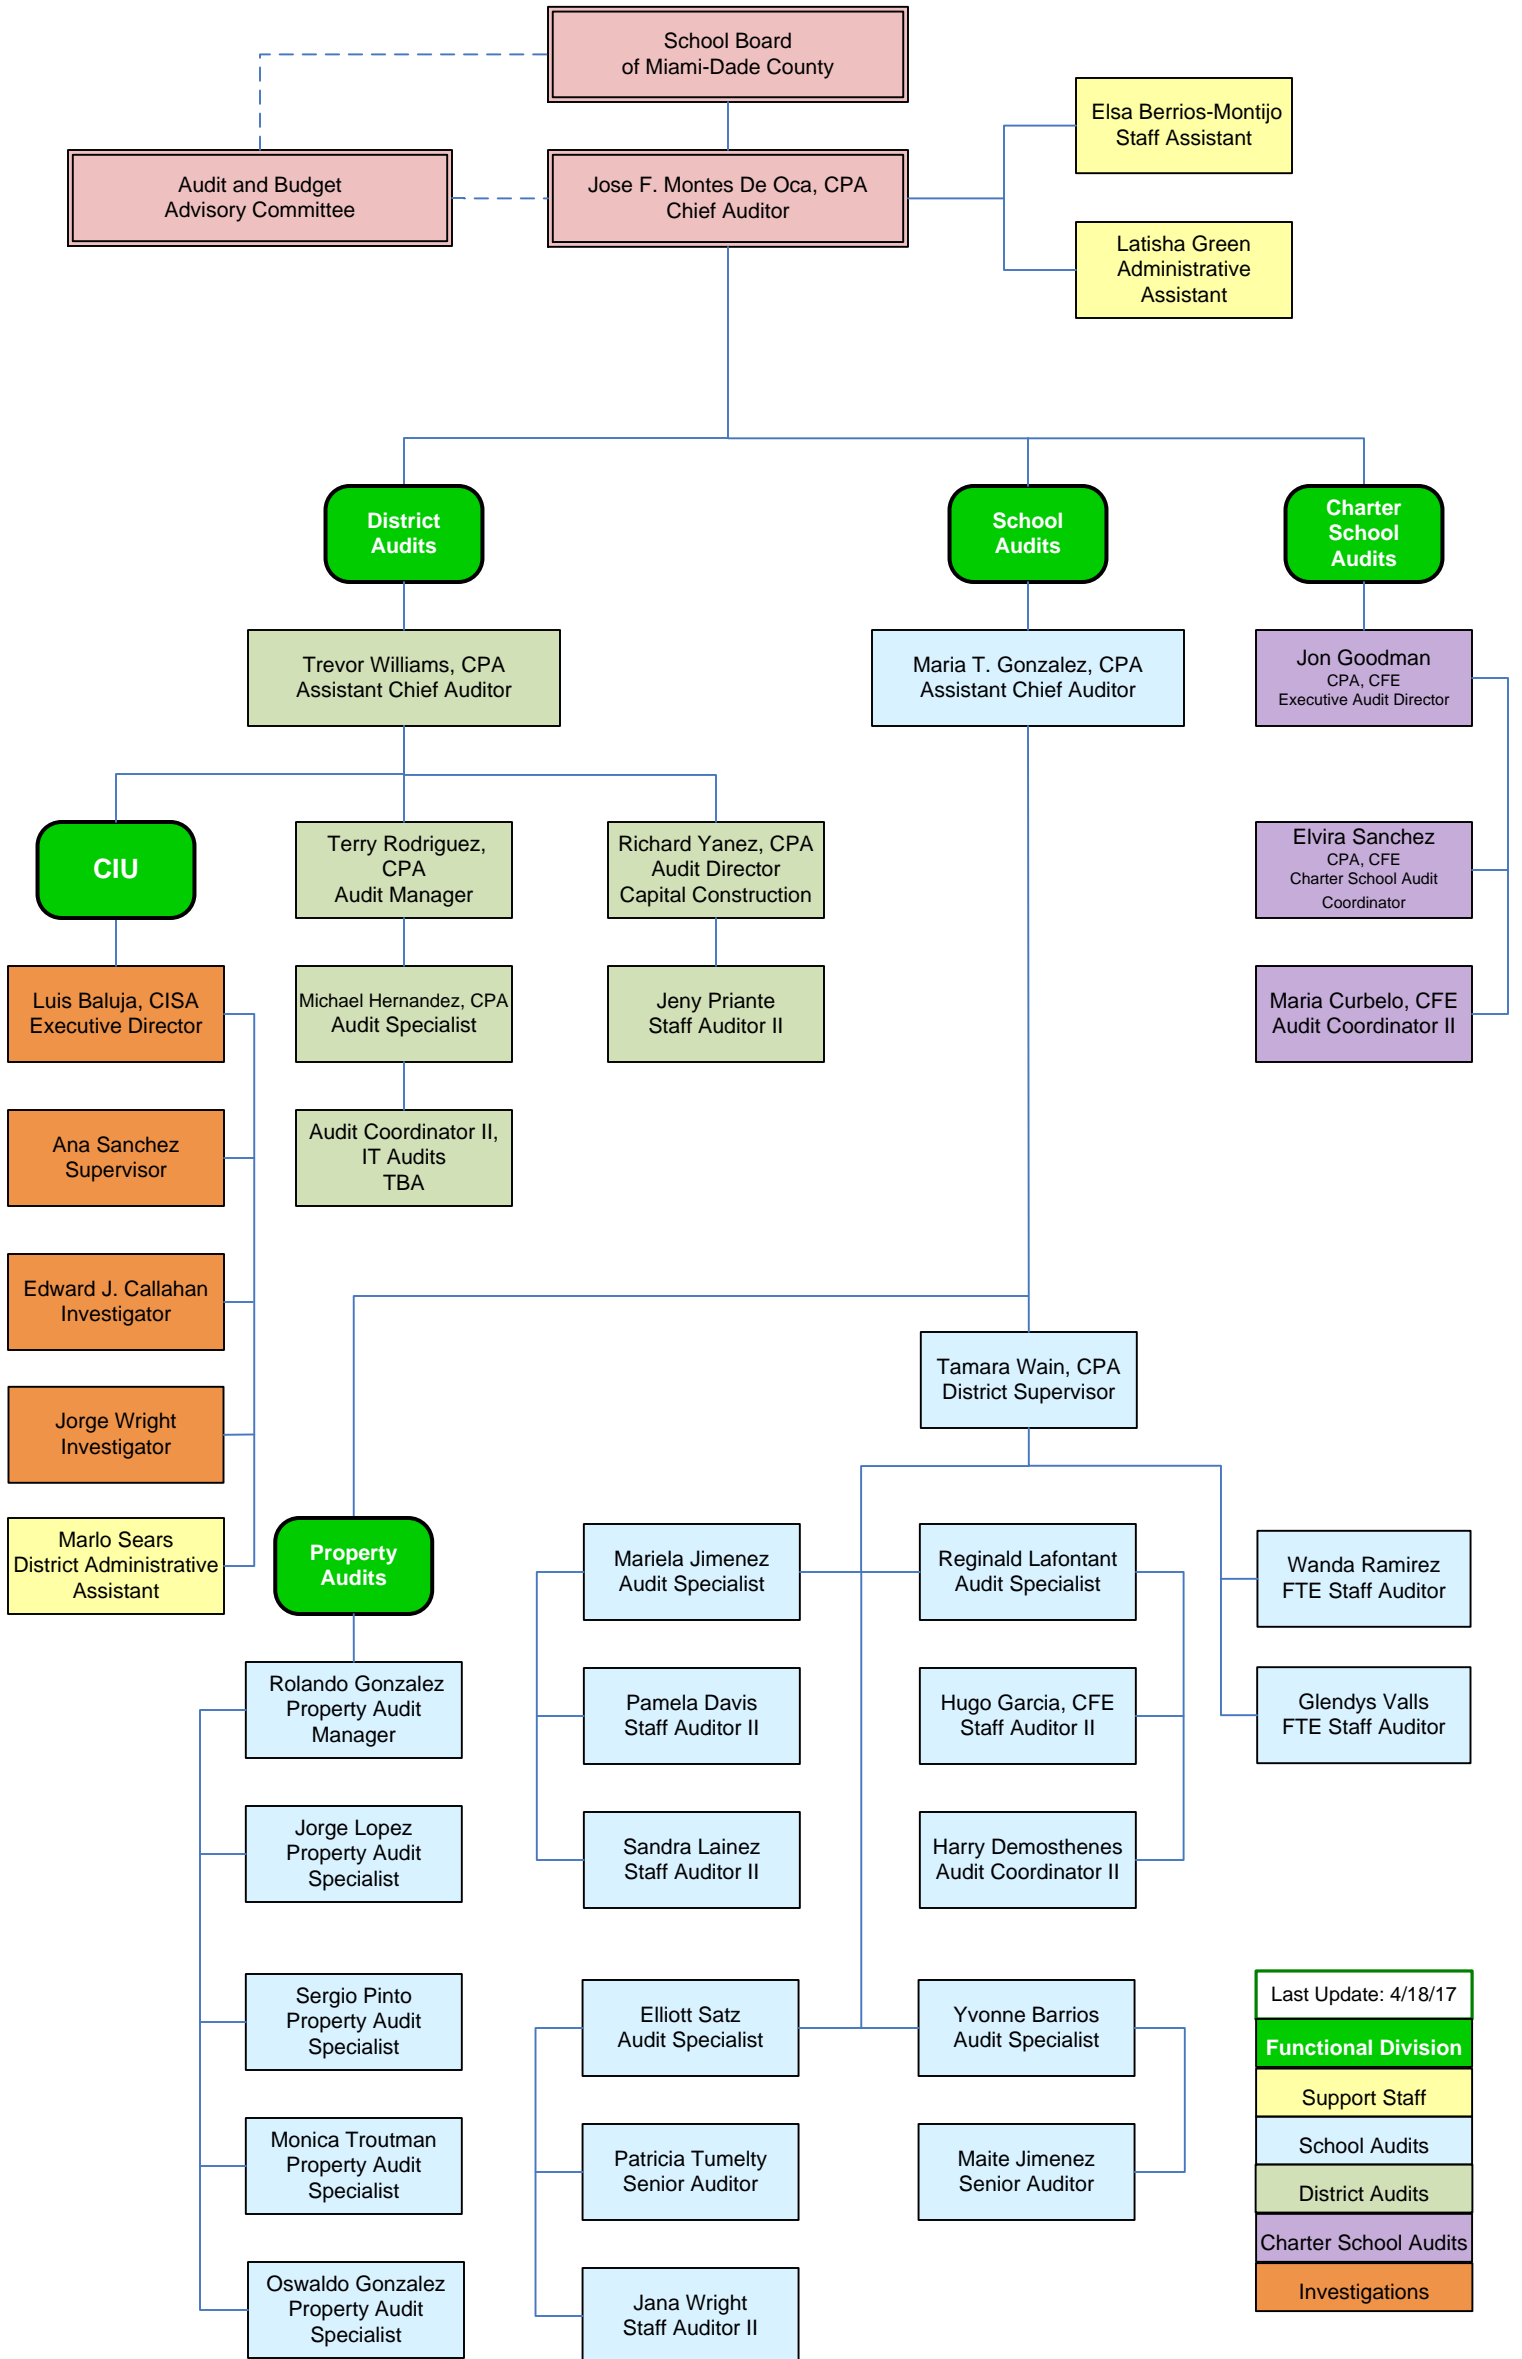 School Board
of Miami-Dade County
Elsa Berrios-Montijo
Staff Assistant
Audit and Budget
Advisory Committee
Jose F. Montes De Oca, CPA
Chief Auditor
Latisha Green
Administrative
Assistant
District
Audits
School
Audits
Charter
School
Audits
Trevor Williams, CPA
Assistant Chief Auditor
Maria T. Gonzalez, CPA
Assistant Chief Auditor
Jon Goodman
CPA, CFE
Executive Audit Director
CIU
Terry Rodriguez,
CPA
Audit Manager
Richard Yanez, CPA
Audit Director
Capital Construction
Elvira Sanchez
CPA, CFE
Charter School Audit
Coordinator
Luis Baluja, CISA
Executive Director
Michael Hernandez, CPA
Audit Specialist
Jeny Priante
Staff Auditor II
Maria Curbelo, CFE
Audit Coordinator II
Ana Sanchez
Supervisor
Audit Coordinator II,
IT Audits
TBA
Edward J. Callahan
Investigator
Tamara Wain, CPA
District Supervisor
Jorge Wright
Investigator
Marlo Sears
District Administrative
Assistant
Property
Audits
Mariela Jimenez
Audit Specialist
Reginald Lafontant
Audit Specialist
Wanda Ramirez
FTE Staff Auditor
Rolando Gonzalez
Property Audit
Manager
Pamela Davis
Staff Auditor II
Hugo Garcia, CFE
Staff Auditor II
Glendys Valls
FTE Staff Auditor
Jorge Lopez
Property Audit
Specialist
Sandra Lainez
Staff Auditor II
Harry Demosthenes
Audit Coordinator II
Sergio Pinto
Property Audit
Specialist
Elliott Satz
Audit Specialist
Yvonne Barrios
Audit Specialist
Monica Troutman
Property Audit
Specialist
Patricia Tumelty
Senior Auditor
Maite Jimenez
Senior Auditor
Oswaldo Gonzalez
Property Audit
Specialist
Jana Wright
Staff Auditor II
Last Update: 4/18/17
Functional Division
Support Staff
School Audits
District Audits
Charter School Audits
Investigations